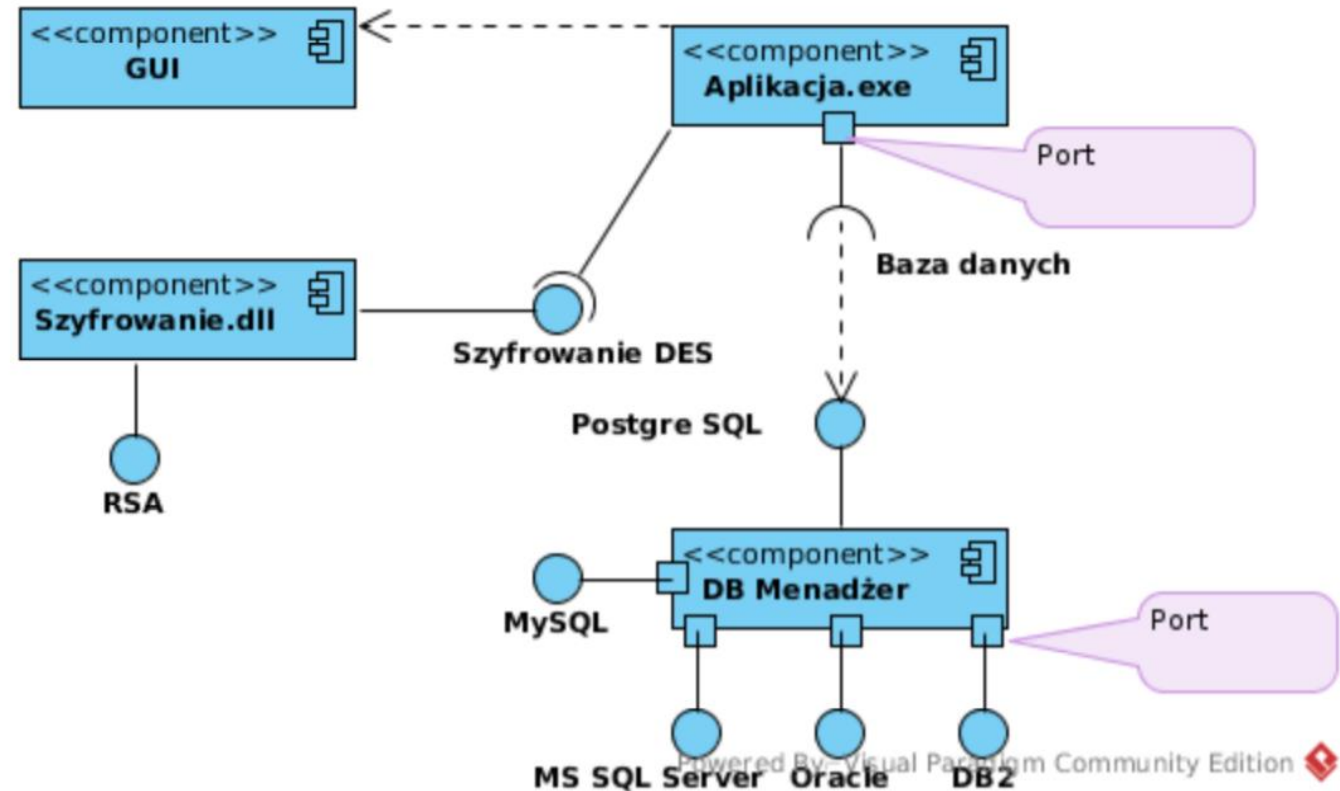 <<component>>
GUI
<<component>>
Aplikacja.exe
Port
Baza danych
<<component>>
Szyfrowanie.dll
Szyfrowanie DES
Postgre SQL
RSA
<<component>>
DB Menadżer
MySQL
Port
MS SQL Server
Oracle
DB2
Powered By Visual Paradigm Community Edition